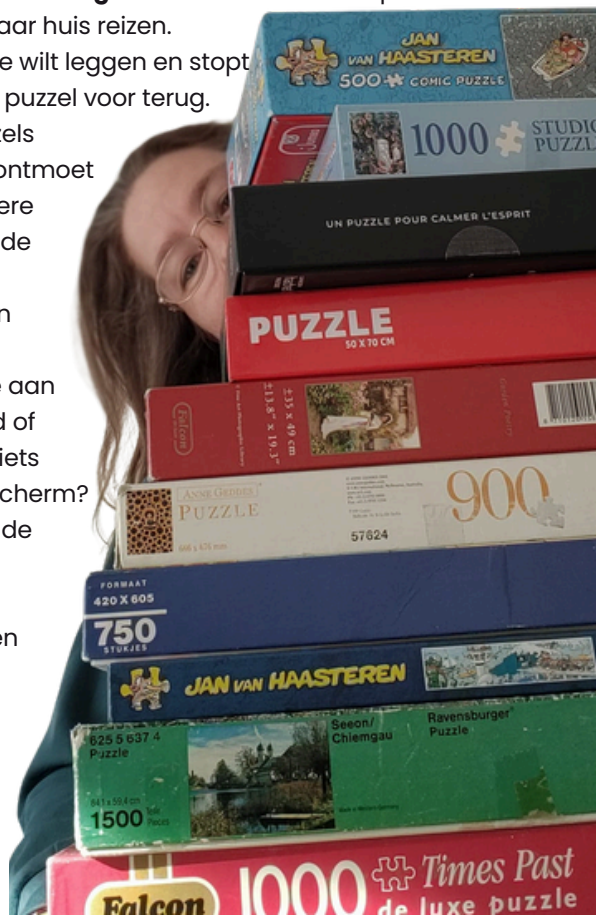 aar huis reizen.
e wilt leggen en stopt
puzzel voor terug.
zels
ontmoet
ere
de
n
e aan
d of
iets
cherm?
de
en
JAN
VAN HAASTEREN
500 COMIC PUZZLE
1000 STUDIO
PUZZL
UN PUZZLE POUR CALMER L'ESPRIT
PUZZLE
50 X 70 CM
Falcon
±35 x 49 cm
±13.8" x 19.3"
ANNE GEDDES
PUZZLE
900
57624
FORMAAT
420 X 605
750
STUKJES
JAN VAN HAASTEREN
625 5 637 4
Puzzle
Seeon/
Chiemgau
Ravensburger
Puzzle
1500 Teile
Pieces
Falcon
1000 Times Past
de luxe puzzle